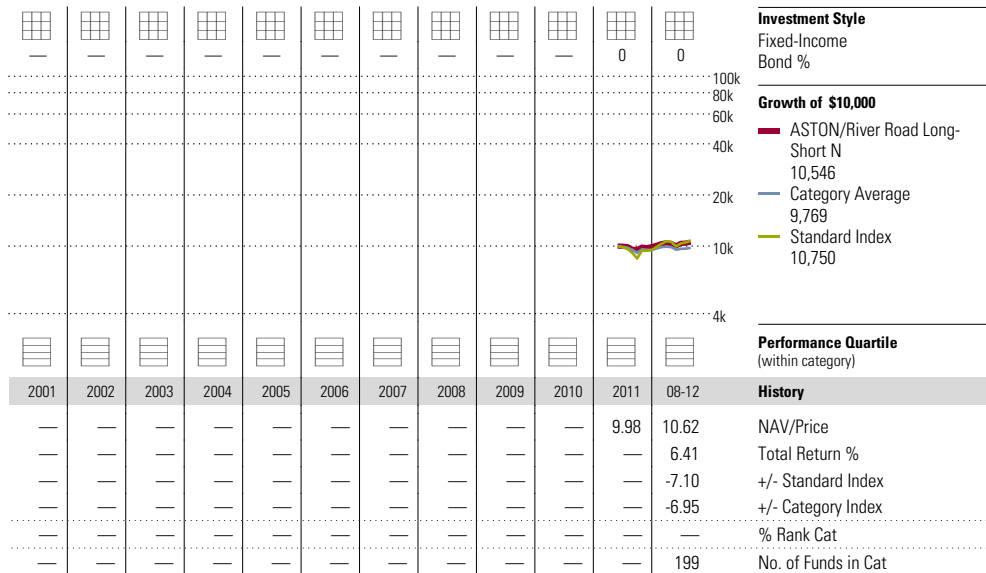 Investment Style
Fixed-Income
— — — — — — — — — — 0 0 Bond %
100k
80k
60k
40k
20k
10k
4k
Growth of $10,000
ASTON/River Road Long-
Short N
10,546
Category Average
9,769
Standard Index
10,750
Performance Quartile
(within category)
2001 2002 2003 2004 2005 2006 2007 2008 2009 2010 2011 08-12 History
— — — — — — — — — — 9.98 10.62 NAV/Price
— — — — — — — — — — — 6.41 Total Return %
— — — — — — — — — — — -7.10 +/- Standard Index
— — — — — — — — — — — -6.95 +/- Category Index
— — — — — — — — — — — — % Rank Cat
— — — — — — — — — — — 199 No. of Funds in Cat